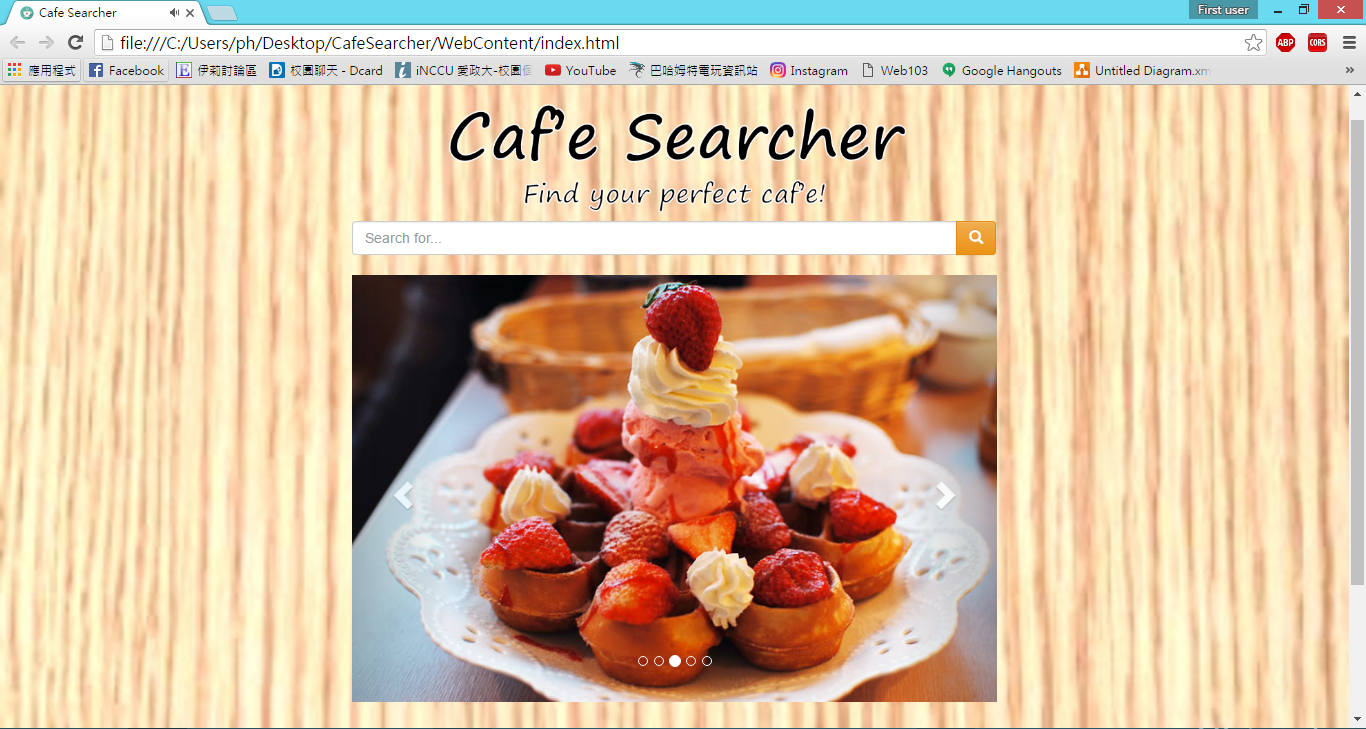 Cafe Searcher
First user
file:///C:/Users/ph/Desktop/CafeSearcher/WebContent/index.html
ABP
CORS
應用程式 Facebook 伊莉討論區 校園聊天 - Dcard iNCCU 愛政大-校園 YouTube 巴哈姆特電玩資訊站 Instagram Web103 Google Hangouts Untitled Diagram.xm
Caf'e Searcher
Find your perfect caf'e!
Search for...